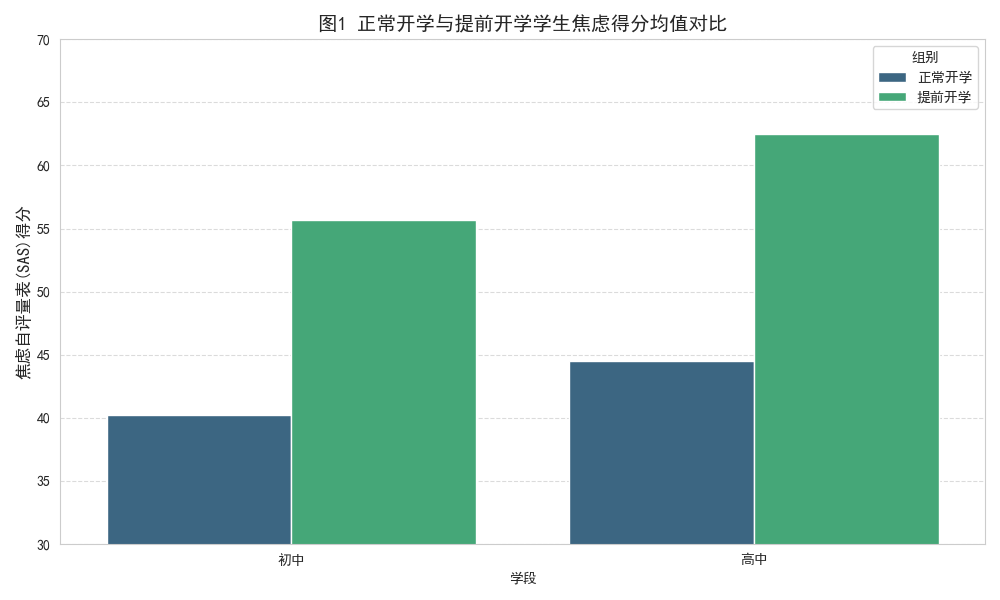 图1 正常开学与提前开学学生焦虑得分均值对比
组别
正常开学
提前开学
焦虑自评量表(SAS)得分
70
65
60
55
50
45
40
35
30
初中
高中
学段